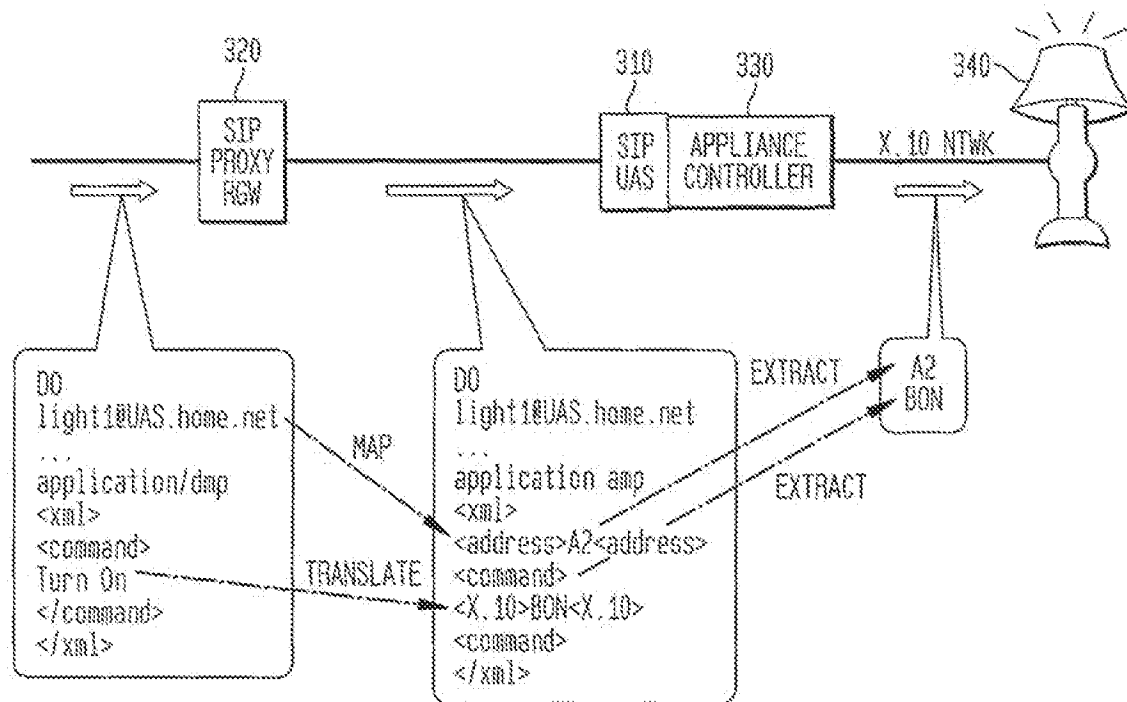 320
SIP
PROXY
RGW
310
330
SIP
UAS
APPLIANCE
CONTROLLER
X.10 NTWK
340
DO
light1@UAS.home.net
...
application/dmp
<xml>
<command>
Turn On
</command>
</xml>
MAP
TRANSLATE
DO
light1@UAS.home.net
...
application amp
<xml>
<address>A2<address>
<command>
<X.10>BON<X.10>
<command>
</xml>
EXTRACT
EXTRACT
A2
BON